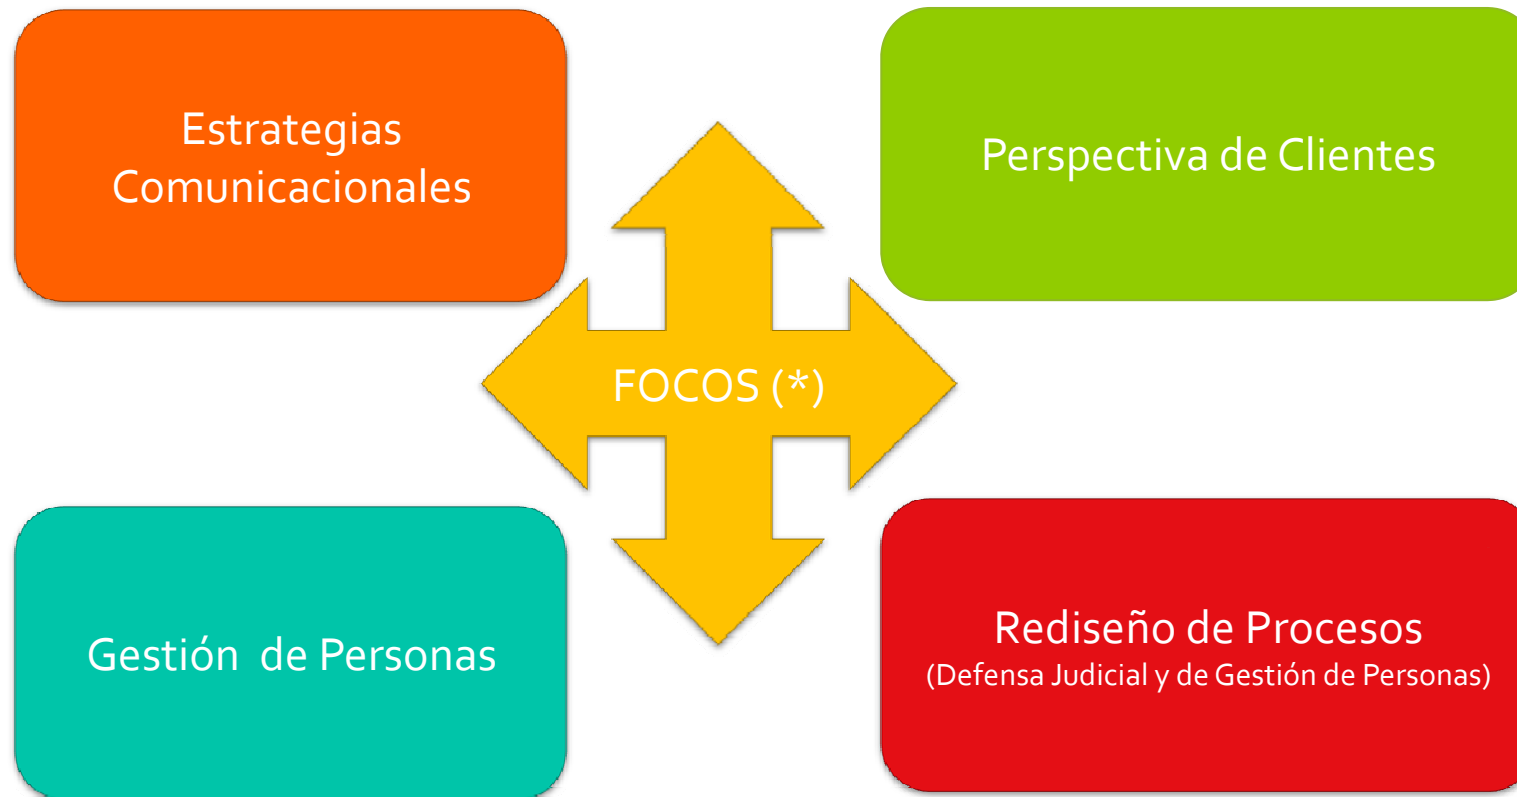 Estrategias
Comunicacionales
Perspectiva de Clientes
FOCOS (*)
Gestión  de Personas
Rediseño de Procesos
(Defensa Judicial y de Gestión de Personas)